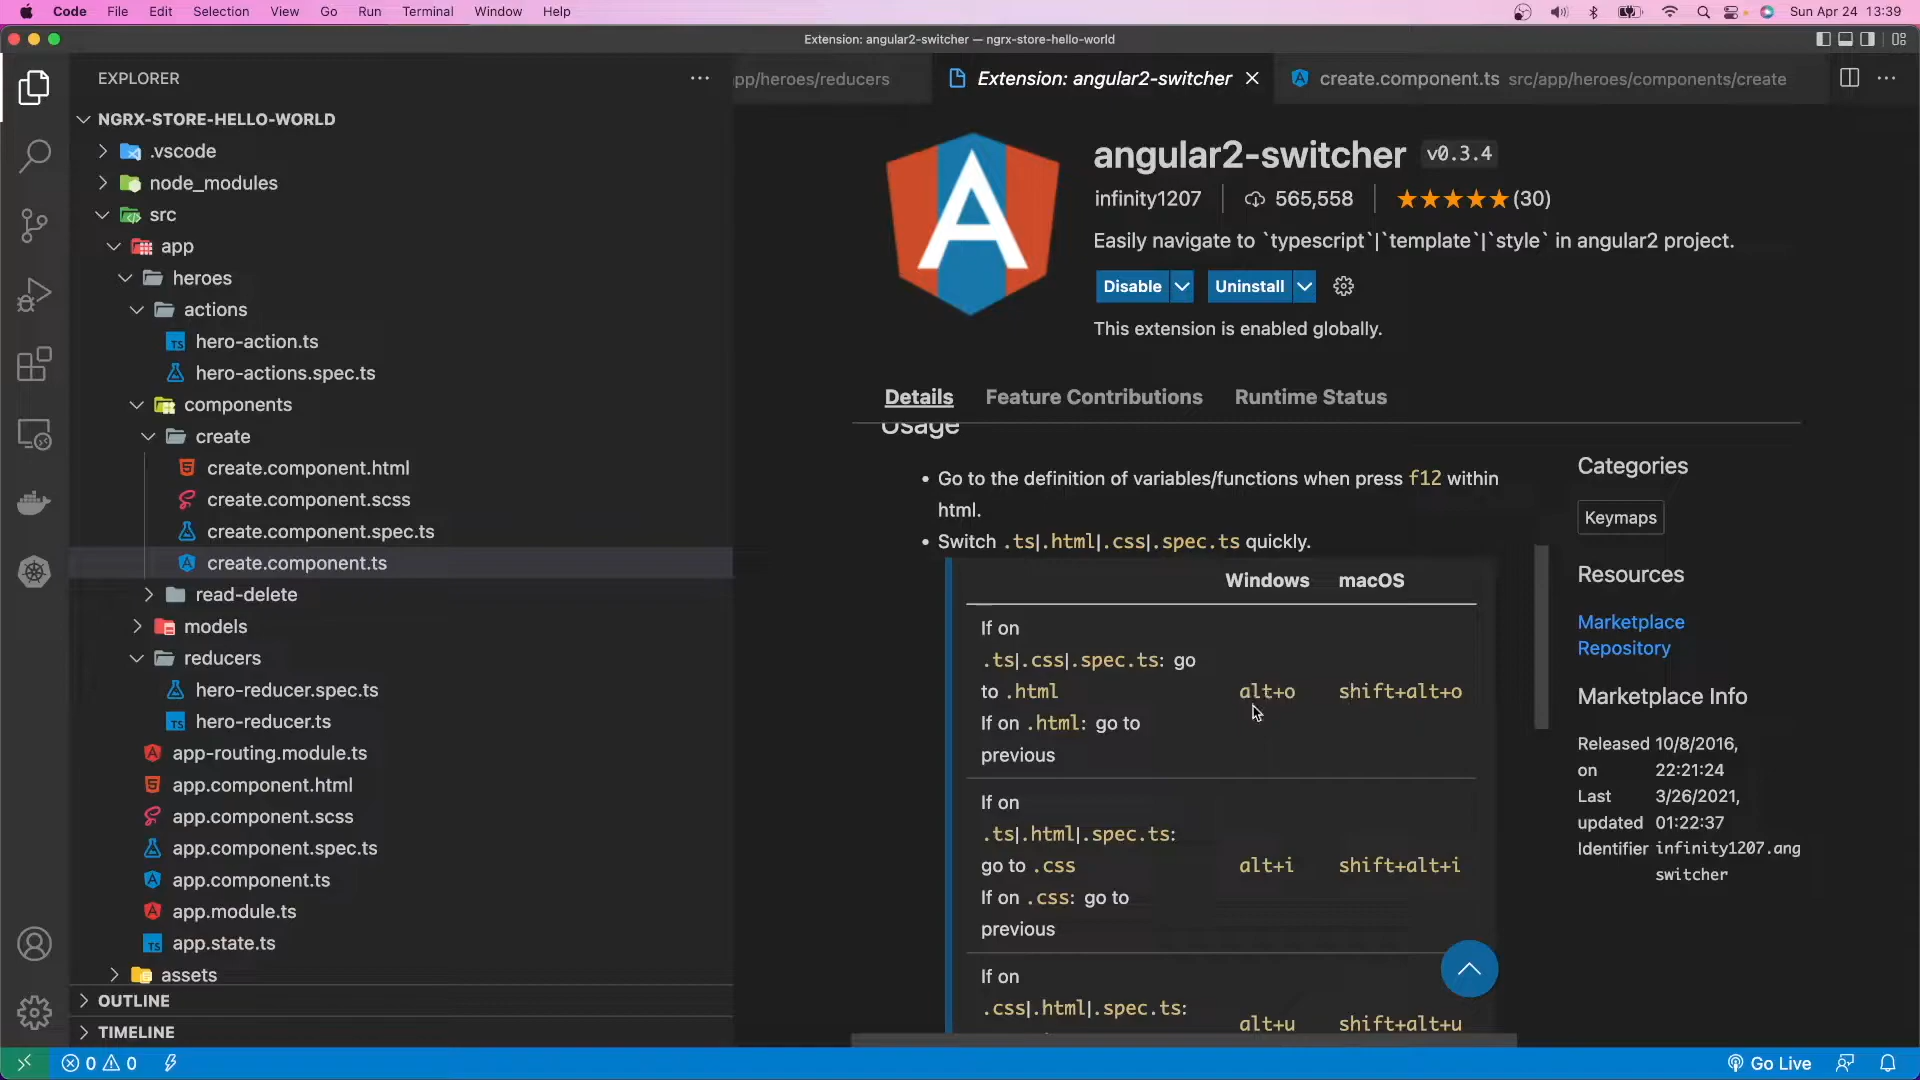 Code File Edit Selection View Go Run Terminal Window Help
Sun Apr 24 13:39
Extension: angular2-switcher — ngrx-store-hello-world
EXPLORER
NGRX-STORE-HELLO-WORLD
.vscode
node_modules
src
app
heroes
actions
hero-action.ts
hero-actions.spec.ts
components
create
create.component.html
create.component.scss
create.component.spec.ts
create.component.ts
read-delete
models
reducers
hero-reducer.spec.ts
hero-reducer.ts
app-routing.module.ts
app.component.html
app.component.scss
app.component.spec.ts
app.component.ts
app.module.ts
app.state.ts
assets
OUTLINE
TIMELINE
app/heroes/reducers
Extension: angular2-switcher
create.component.ts src/app/heroes/components/create
A
angular2-switcher v0.3.4
infinity1207 565,558 ★★★★★ (30)
Easily navigate to `typescript`|`template`|`style` in angular2 project.
Disable Uninstall
This extension is enabled globally.
Details Feature Contributions Runtime Status
Usage
• Go to the definition of variables/functions when press f12 within
html.
• Switch .ts|.html|.css|.spec.ts quickly.
Windows macOS
If on
.ts|.css|.spec.ts: go
to .html alt+o shift+alt+o
If on .html: go to
previous
If on
.ts|.html|.spec.ts:
go to .css alt+i shift+alt+i
If on .css: go to
previous
If on
.css|.html|.spec.ts:
alt+u shift+alt+u
Categories
Keymaps
Resources
Marketplace
Repository
Marketplace Info
Released 10/8/2016,
on 22:21:24
Last 3/26/2021,
updated 01:22:37
Identifier infinity1207.ang
switcher
0 0
Go Live